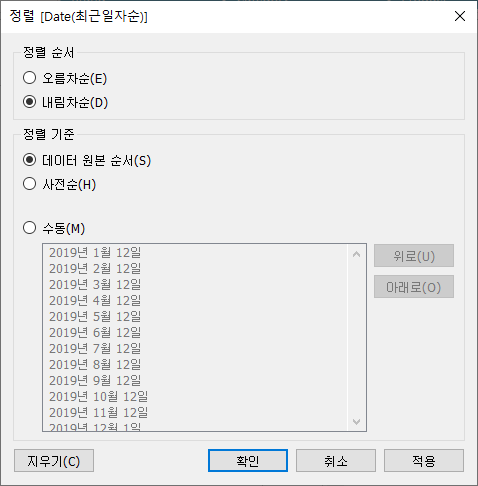 정렬 [Date(최근일자순)]
정렬 순서
오름차순(E)
내림차순(D)
정렬 기준
데이터 원본 순서(S)
사전순(H)
수동(M)
2019년 1월 12일
2019년 2월 12일
2019년 3월 12일
2019년 4월 12일
2019년 5월 12일
2019년 6월 12일
2019년 7월 12일
2019년 8월 12일
2019년 9월 12일
2019년 10월 12일
2019년 11월 12일
2019년 12월 1일
위로(U)
아래로(O)
지우기(C)
확인
취소
적용